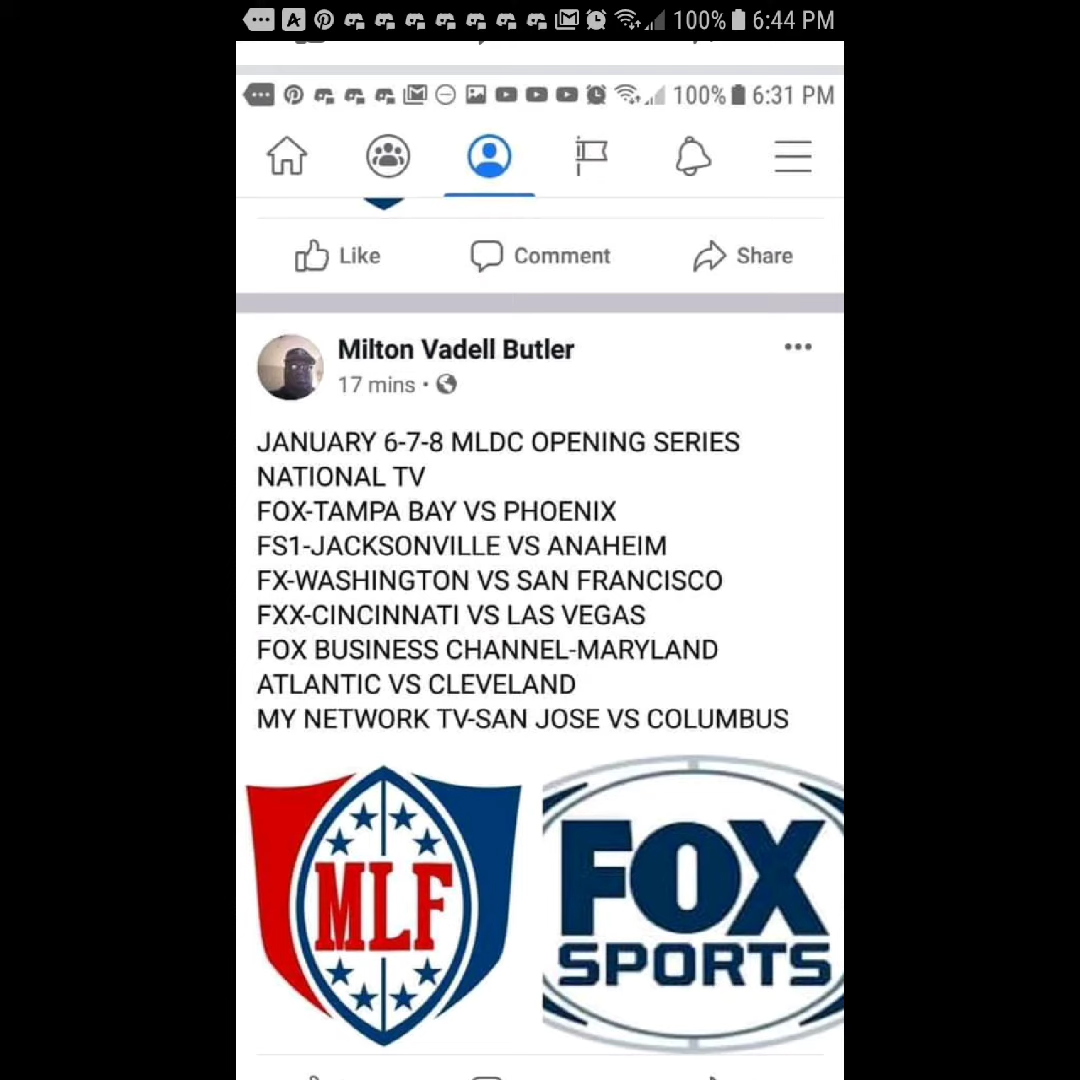 100% 6:44 PM
100% 6:31 PM
Like Comment Share
Milton Vadell Butler
17 mins •
JANUARY 6-7-8 MLDC OPENING SERIES
NATIONAL TV
FOX-TAMPA BAY VS PHOENIX
FS1-JACKSONVILLE VS ANAHEIM
FX-WASHINGTON VS SAN FRANCISCO
FXX-CINCINNATI VS LAS VEGAS
FOX BUSINESS CHANNEL-MARYLAND
ATLANTIC VS CLEVELAND
MY NETWORK TV-SAN JOSE VS COLUMBUS
MLF
FOX
SPORTS